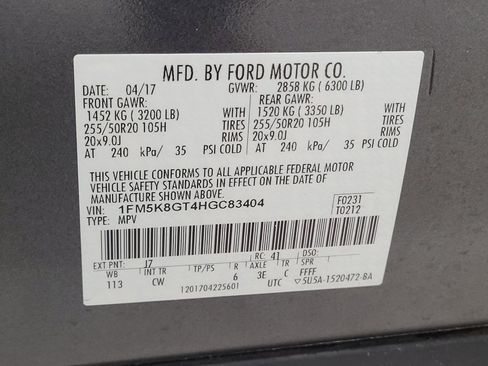 MFD. BY FORD MOTOR CO.
DATE: 04/17 GVWR: 2858 KG ( 6300 LB)
FRONT GAWR: REAR GAWR:
1452 KG ( 3200 LB) WITH 1520 KG ( 3350 LB) WITH
255/50R20 105H TIRES 255/50R20 105H TIRES
20x9.0J RIMS 20x9.0J RIMS
AT 240 kPa/ 35 PSI COLD AT 240 kPa/ 35 PSI COLD
THIS VEHICLE CONFORMS TO ALL APPLICABLE FEDERAL MOTOR
VEHICLE SAFETY STANDARDS IN EFFECT ON THE DATE OF
MANUFACTURE SHOWN ABOVE.
VIN: 1FM5K8GT4HGC83404 F0231
TYPE: MPV T0212
EXT PNT: J7 RC: 41 DSO:
WB INT TR TP/PS R AXLE TR
113 CW 6 3E C FFFF
1201704225601 UTC ▽5U5A-1520472-BA